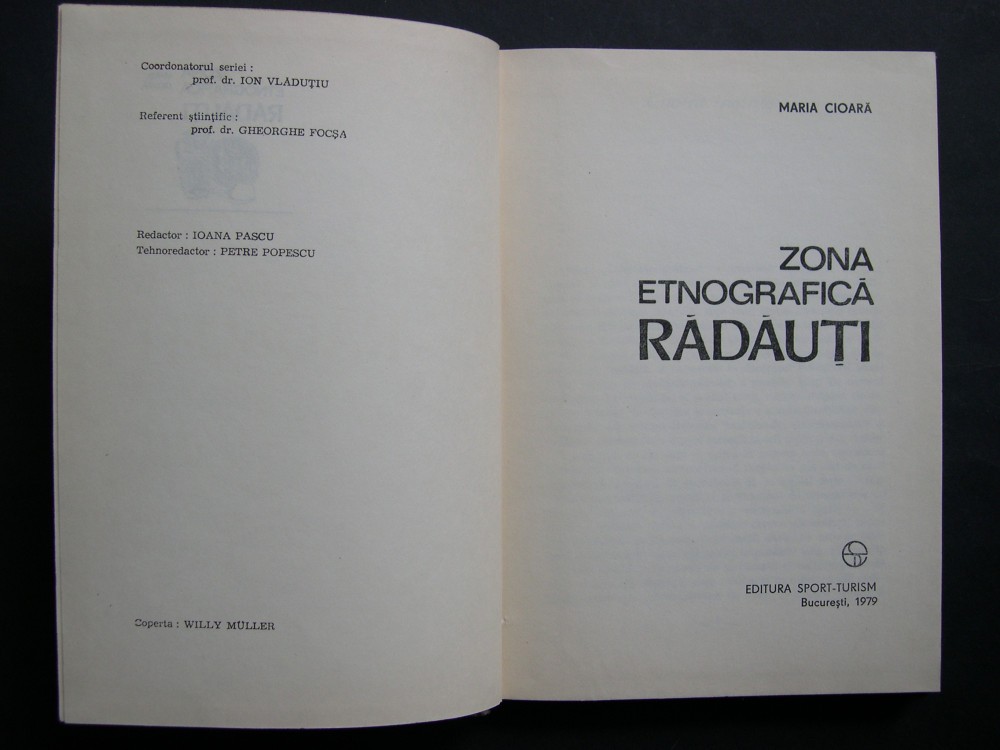 Coordonatorul seriei :
prof. dr. ION VLĂDUȚIU
Referent științific :
prof. dr. GHEORGHE FOCȘA
Redactor : IOANA PASCU
Tehnoredactor : PETRE POPESCU
Coperta : WILLY MÜLLER
MARIA CIOARĂ
ZONA
ETNOGRAFICĂ
RĂDĂUȚI
EDITURA SPORT-TURISM
București, 1979